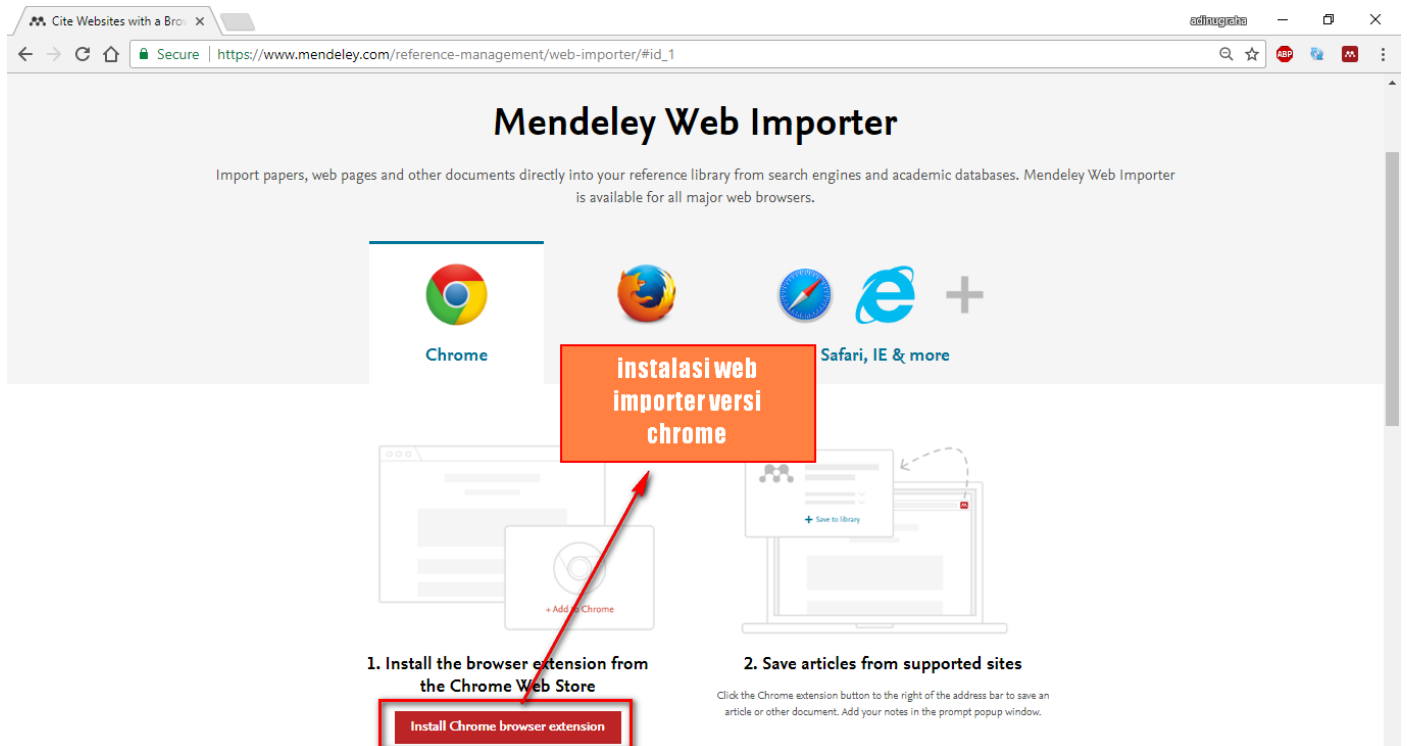 Cite Websites with a Bro
adinugraha
Secure | https://www.mendeley.com/reference-management/web-importer/#id_1
ABP
Mendeley Web Importer
Import papers, web pages and other documents directly into your reference library from search engines and academic databases. Mendeley Web Importer
is available for all major web browsers.
Chrome
Safari, IE & more
instalasi web
importer versi
chrome
+ Add to Chrome
+ Save to library
1. Install the browser extension from
the Chrome Web Store
Install Chrome browser extension
2. Save articles from supported sites
Click the Chrome extension button to the right of the address bar to save an
article or other document. Add your notes in the prompt popup window.